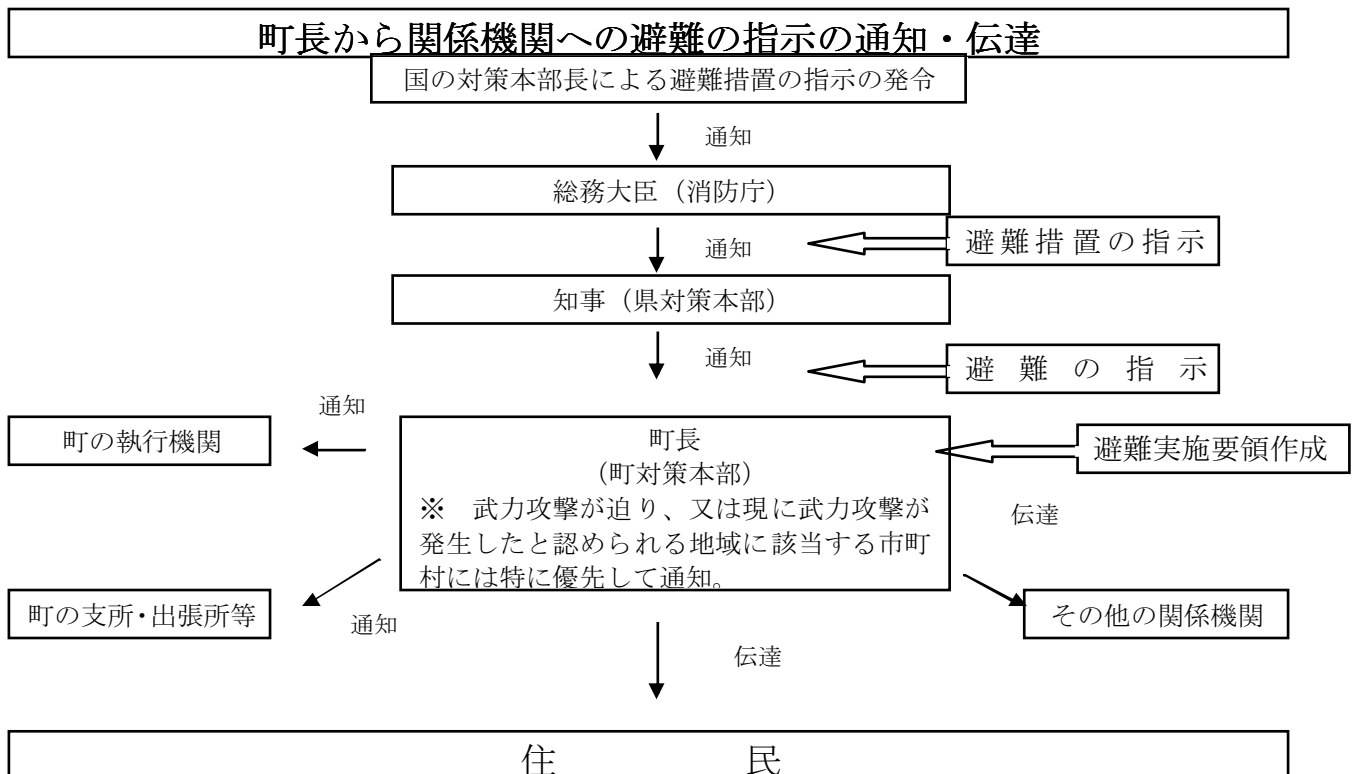 町長から関係機関への避難の指示の通知・伝達
国の対策本部長による避難措置の指示の発令
通知
総務大臣（消防庁）
通知
避難措置の指示
知事（県対策本部）
通知
避難の指示
通知
町の執行機関
町長
（町対策本部）
※　武力攻撃が迫り、又は現に武力攻撃が
発生したと認められる地域に該当する市町
村には特に優先して通知。
避難実施要領作成
伝達
町の支所・出張所等
通知
その他の関係機関
伝達
住　　　民